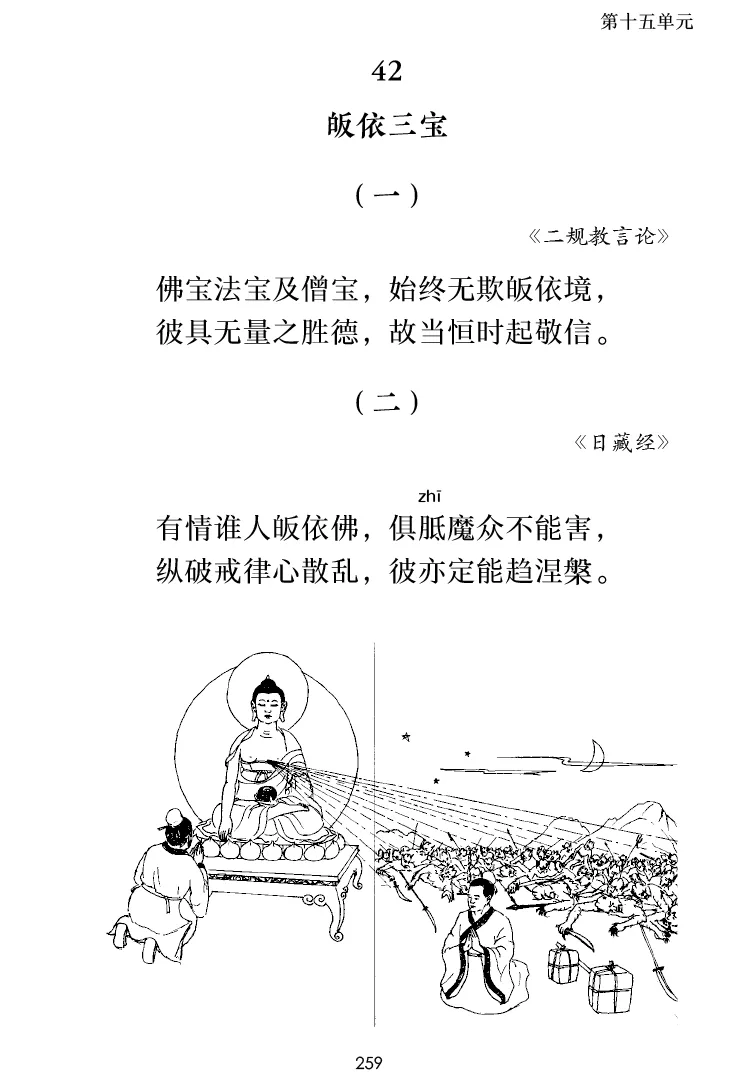 第十五单元
42
皈依三宝
（一）
《二规教言论》
佛宝法宝及僧宝，始终无欺皈依境，
彼具无量之胜德，故当恒时起敬信。
（二）
《日藏经》
zhī
有情谁人皈依佛，俱胝魔众不能害，
纵破戒律心散乱，彼亦定能趋涅槃。
259